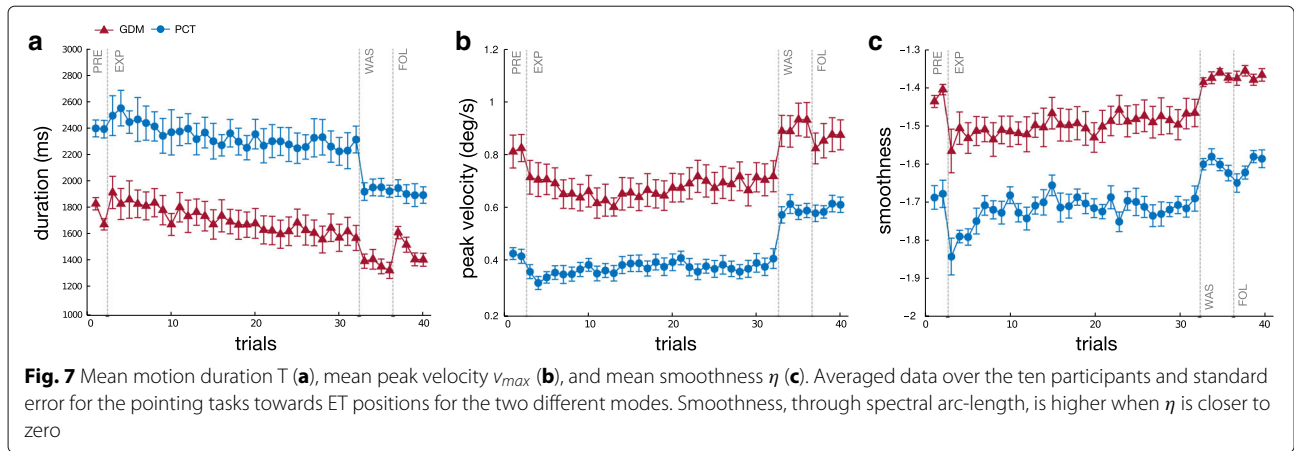 GDM PCT
a
3000
2800
2600
2400
2200
2000
1800
1600
1400
1200
1000
duration (ms)
PRE
EXP
WAS
FOL
0 10 20 30 40
trials
b
1.2
1
0.8
0.6
0.4
0.2
peak velocity (deg/s)
PRE
EXP
WAS
FOL
0 10 20 30 40
trials
c
-1.3
-1.4
-1.5
-1.6
-1.7
-1.8
-1.9
-2
smoothness
PRE
EXP
WAS
FOL
0 10 20 30 40
trials
Fig. 7 Mean motion duration T (a), mean peak velocity vmax (b), and mean smoothness η (c). Averaged data over the ten participants and standard
error for the pointing tasks towards ET positions for the two different modes. Smoothness, through spectral arc-length, is higher when η is closer to
zero